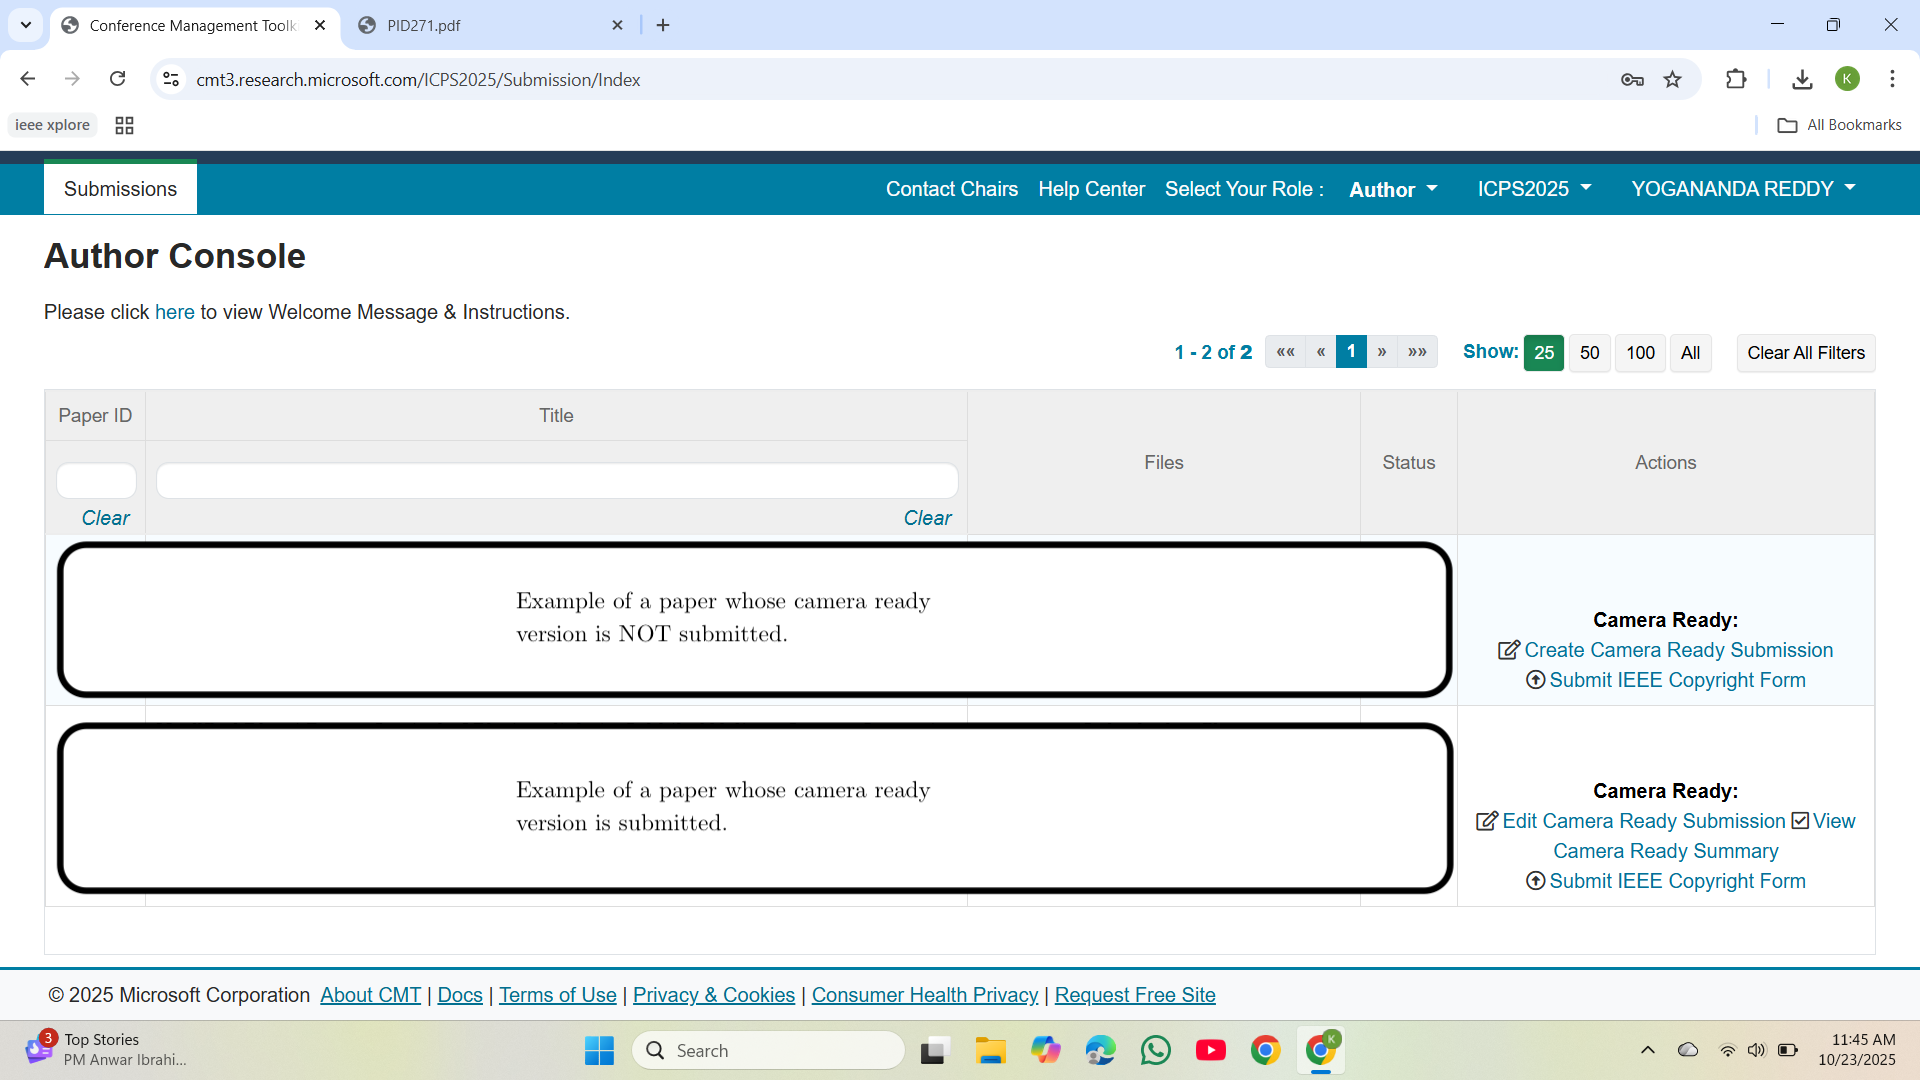 Conference Management Toolk
PID271.pdf
cmt3.research.microsoft.com/ICPS2025/Submission/Index
K
ieee xplore
All Bookmarks
Submissions
Contact Chairs
Help Center
Select Your Role :
Author
ICPS2025
YOGANANDA REDDY
Author Console
Please click here to view Welcome Message & Instructions.
1 - 2 of 2
«« « 1 » »»
Show: 25 50 100 All
Clear All Filters
Paper ID
Title
Files
Status
Actions
Clear
Clear
Example of a paper whose camera ready
version is NOT submitted.
Camera Ready:
Create Camera Ready Submission
Submit IEEE Copyright Form
Example of a paper whose camera ready
version is submitted.
Camera Ready:
Edit Camera Ready Submission View
Camera Ready Summary
Submit IEEE Copyright Form
© 2025 Microsoft Corporation About CMT | Docs | Terms of Use | Privacy & Cookies | Consumer Health Privacy | Request Free Site
3
Top Stories
PM Anwar Ibrahi...
Search
K
11:45 AM
10/23/2025